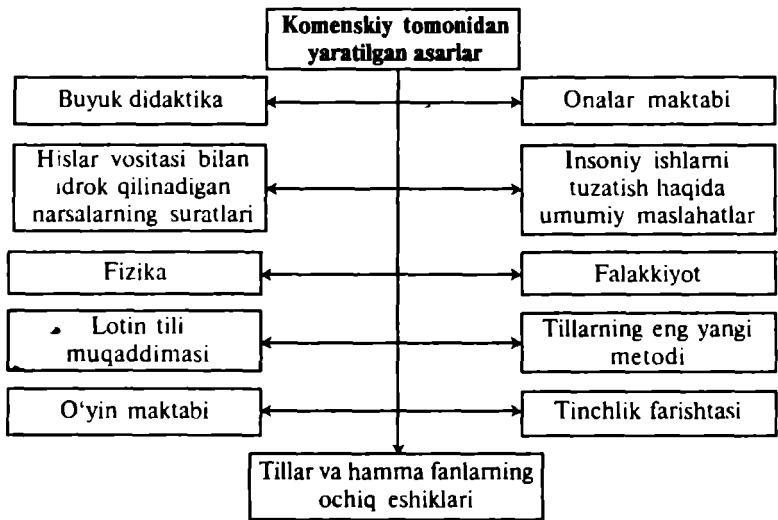 Komenskiy tomonidan
yaratilgan asarlar
Buyuk didaktika
Onalar maktabi
Hislar vositasi bilan
idrok qilinadigan
narsalarning suratlari
Insoniy ishlarni
tuzatish haqida
umumiy maslahatlar
Fizika
Falakkiyot
Lotin tili
muqaddimasi
Tillarning eng yangi
metodi
O‘yin maktabi
Tinchlik farishtasi
Tillar va hamma fanlarning
ochiq eshiklari